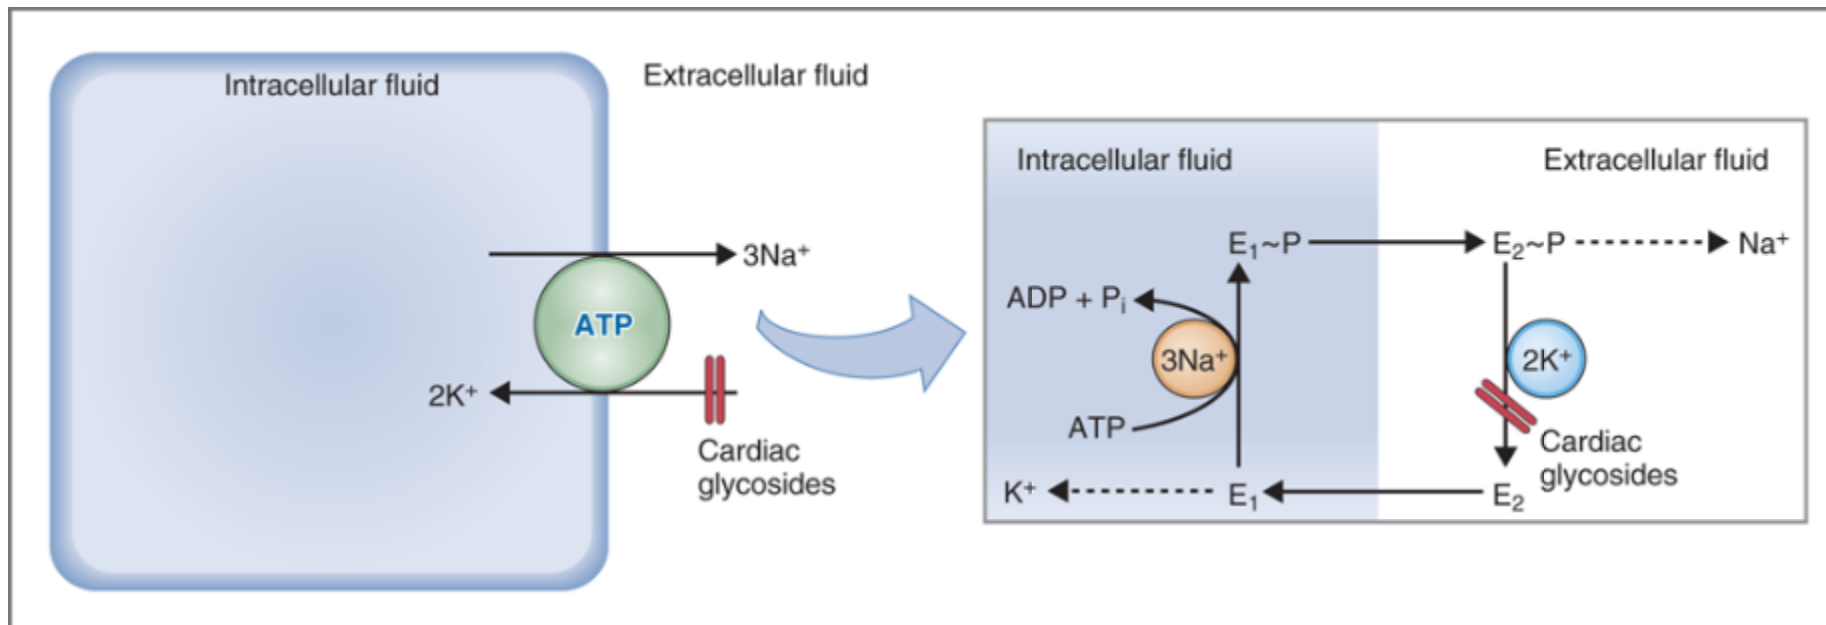 Intracellular fluid
Extracellular fluid
3Na⁺
ATP
2K⁺
Cardiac
glycosides
Intracellular fluid
Extracellular fluid
E₁~P
E₂~P
Na⁺
ADP + Pᵢ
3Na⁺
2K⁺
ATP
Cardiac
glycosides
K⁺
E₁
E₂